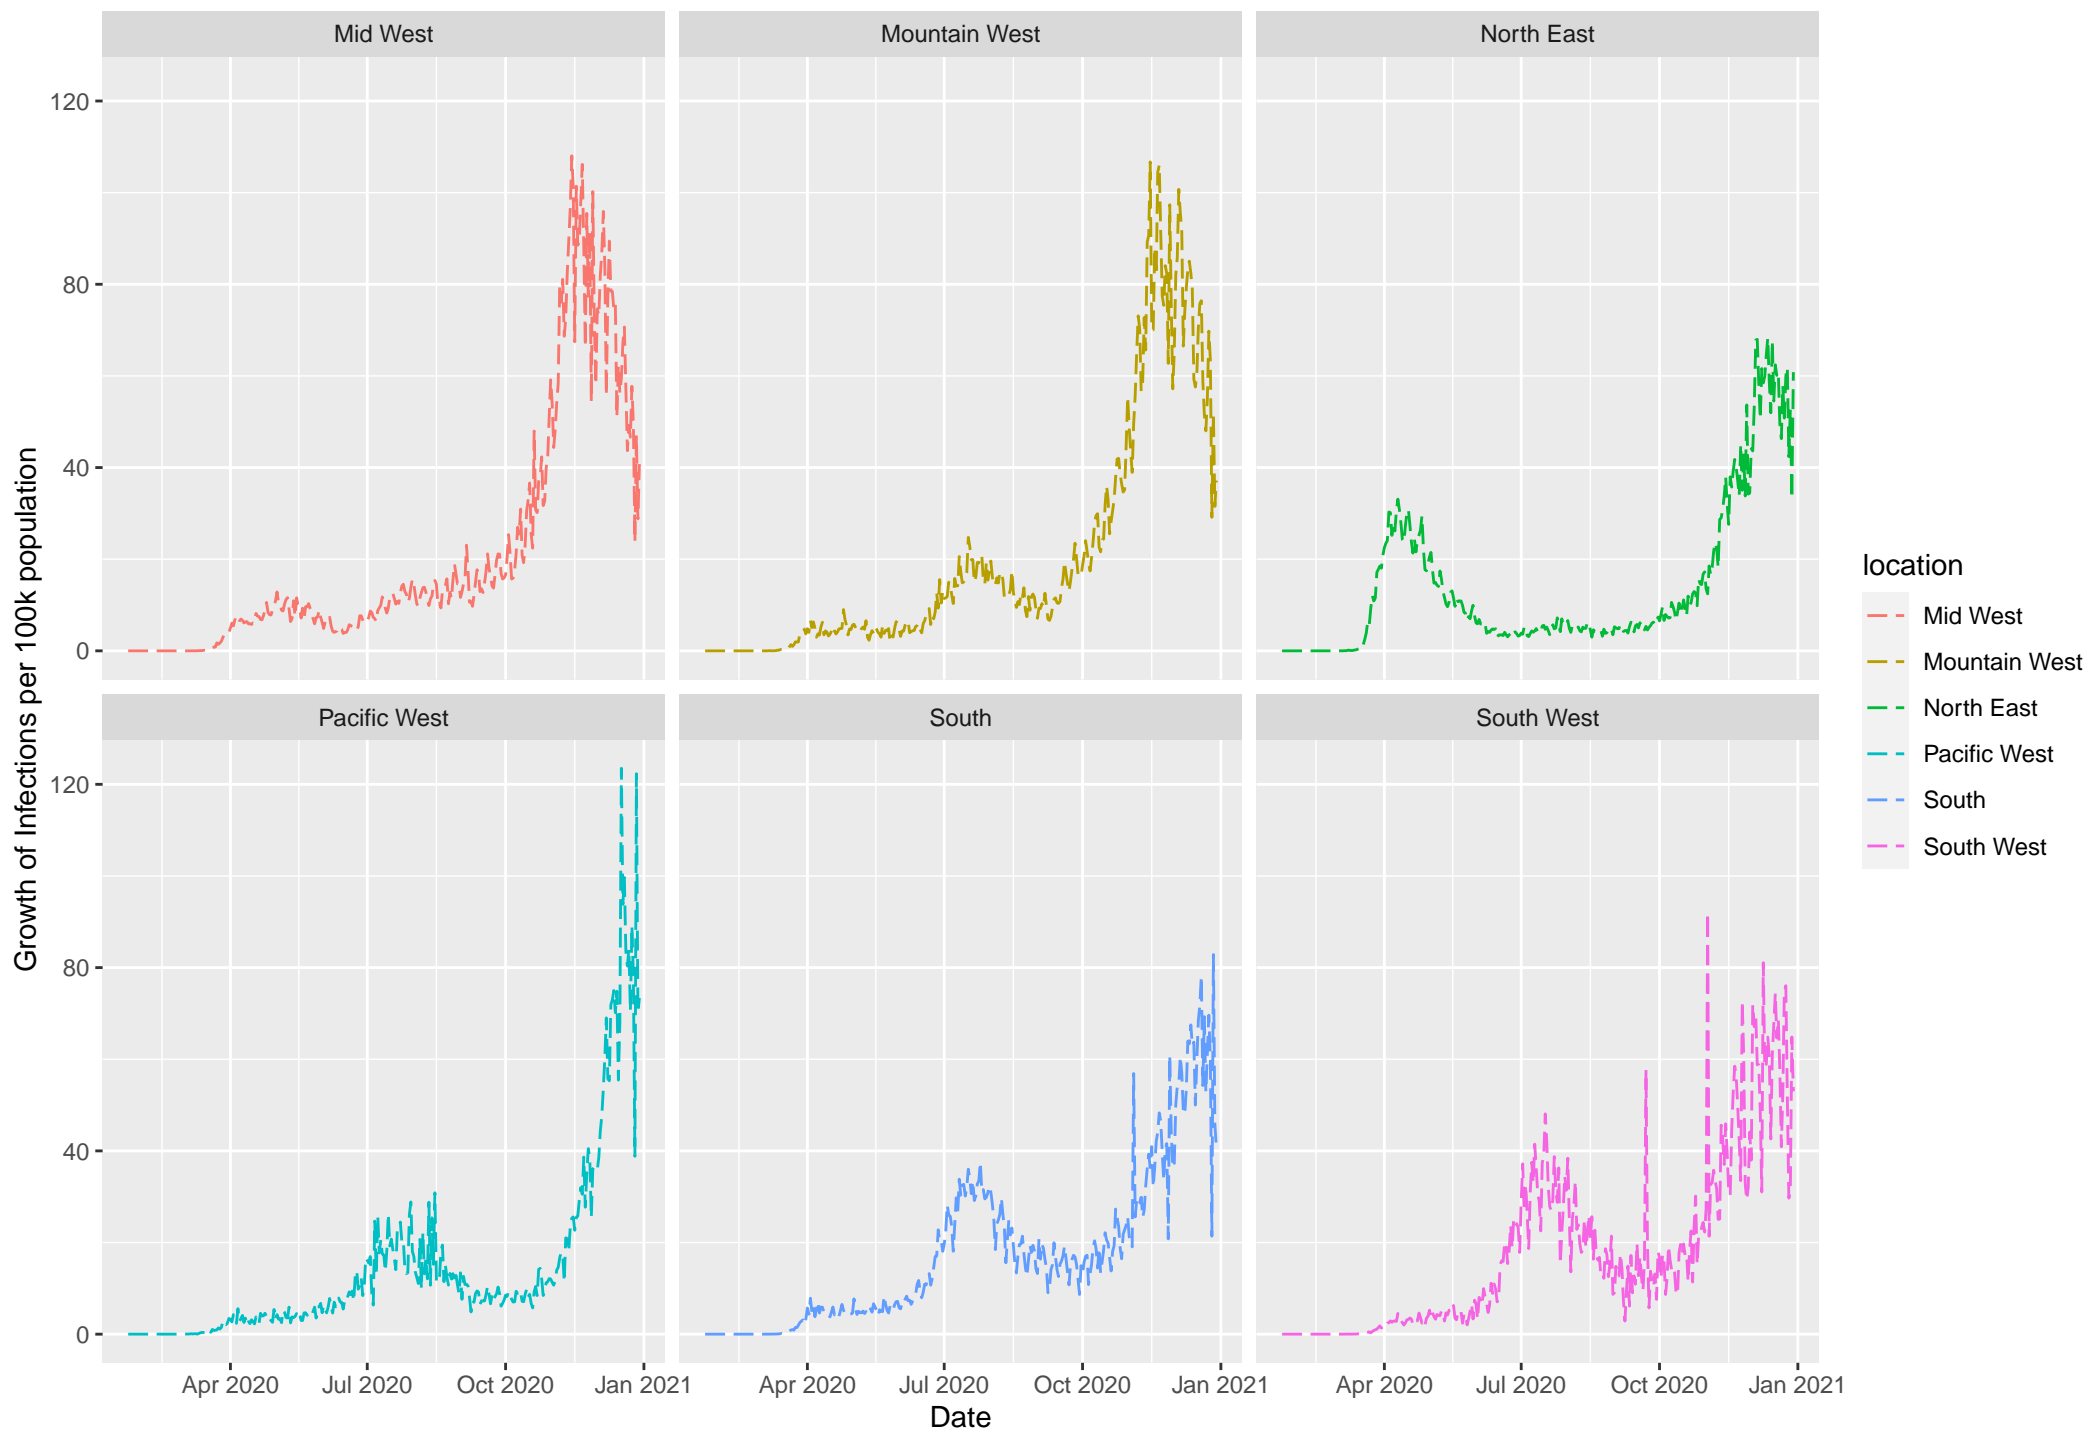 Mid West
Mountain West
North East
120
80
40
0
Growth of Infections per 100k population
Pacific West
South
South West
120
80
40
0
Apr 2020 Jul 2020 Oct 2020 Jan 2021
Apr 2020 Jul 2020 Oct 2020 Jan 2021
Apr 2020 Jul 2020 Oct 2020 Jan 2021
Date
location
Mid West
Mountain West
North East
Pacific West
South
South West